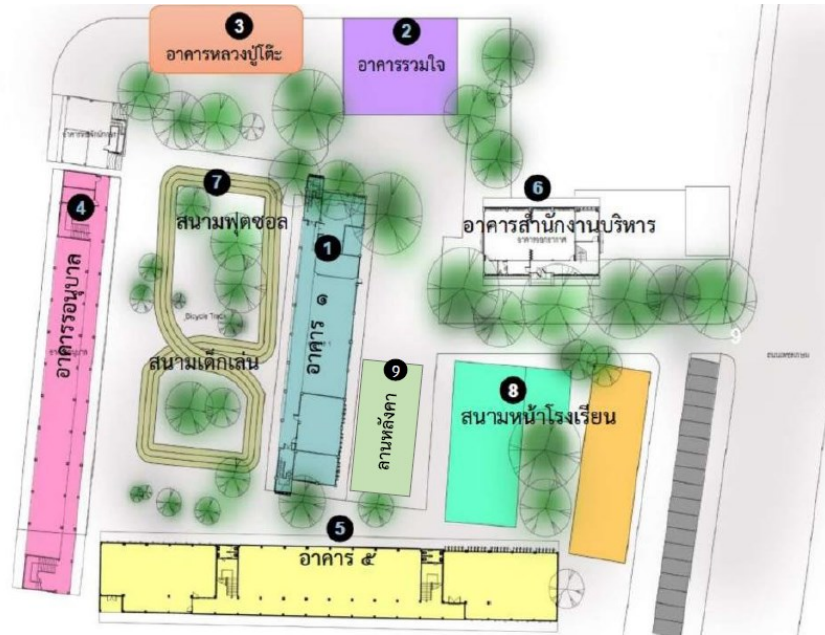 3
อาคารหลวงปู่โต๊ะ
2
อาคารรวมใจ
7
สนามฟุตซอล
6
อาคารสำนักงานบริหาร
4
อาคารรอนุบาล
1
อาคาร ๑
Bicycle Track
สนามเด็กเล่น
9
9
ลานหลังคา
8
สนามหน้าโรงเรียน
5
อาคาร ๕